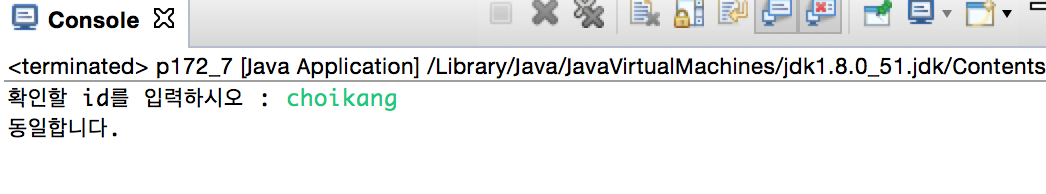 Console
<terminated> p172_7 [Java Application] /Library/Java/JavaVirtualMachines/jdk1.8.0_51.jdk/Contents
확인할 id를 입력하시오 : choikang
동일합니다.